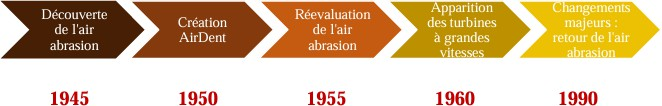 Découverte
de l'air
abrasion
Création
AirDent
Réevaluation
de l'air
abrasion
Apparition
des turbines
à grandes
vitesses
Changements
majeurs :
retour de l'air
abrasion
1945
1950
1955
1960
1990